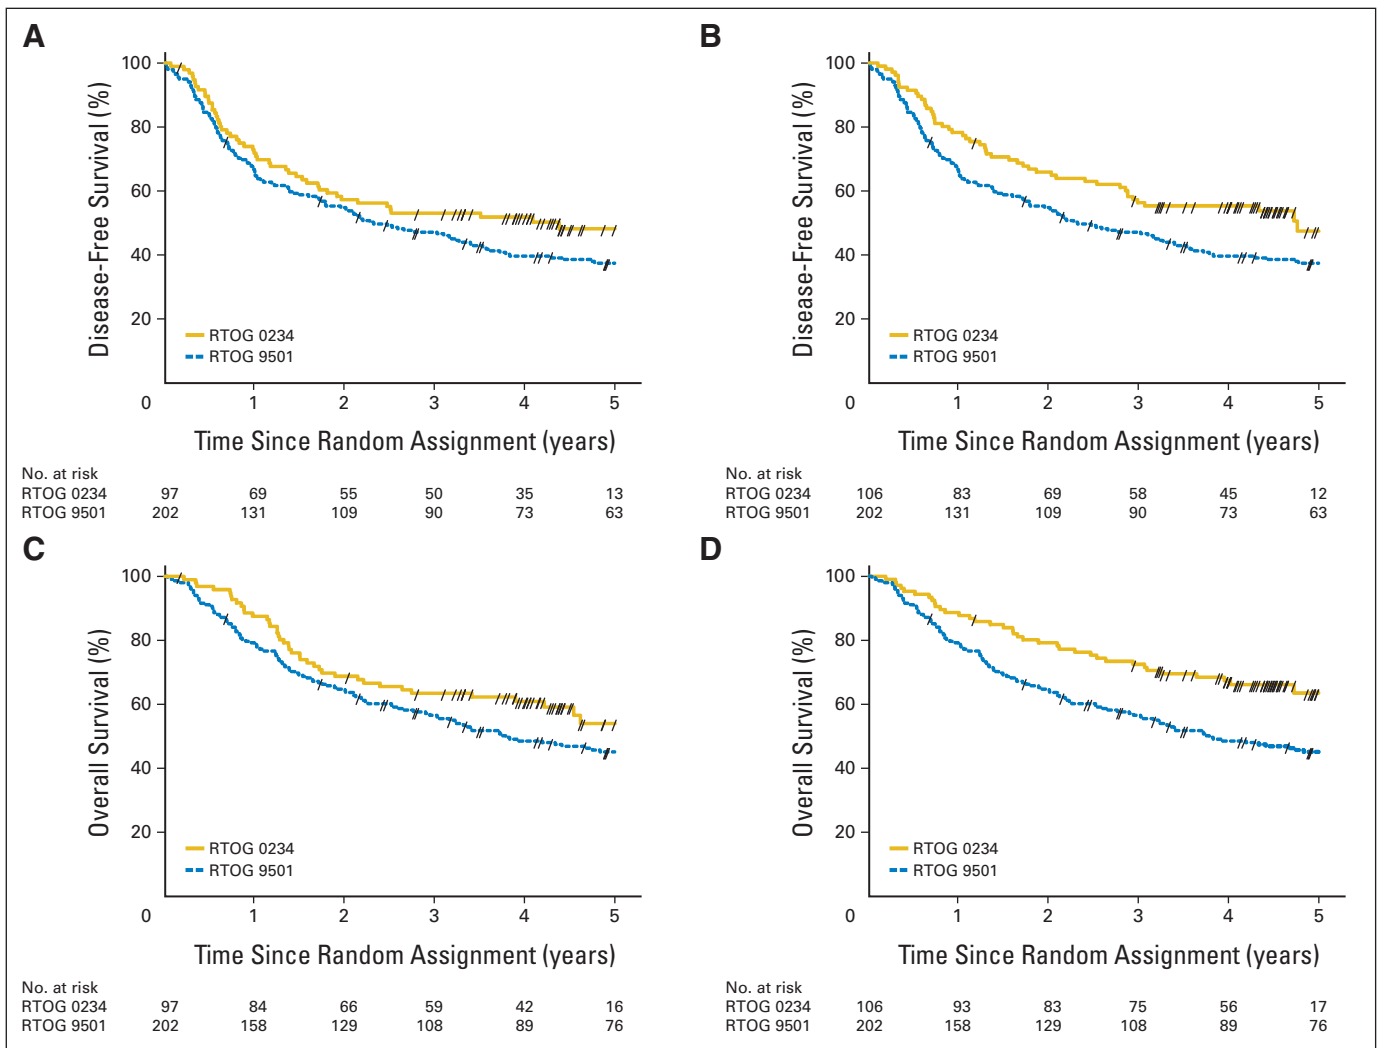 A
Disease-Free Survival (%)
100
80
60
40
20
RTOG 0234
RTOG 9501
0 1 2 3 4 5
Time Since Random Assignment (years)
No. at risk
RTOG 0234 97 69 55 50 35 13
RTOG 9501 202 131 109 90 73 63
B
Disease-Free Survival (%)
100
80
60
40
20
RTOG 0234
RTOG 9501
0 1 2 3 4 5
Time Since Random Assignment (years)
No. at risk
RTOG 0234 106 83 69 58 45 12
RTOG 9501 202 131 109 90 73 63
C
Overall Survival (%)
100
80
60
40
20
RTOG 0234
RTOG 9501
0 1 2 3 4 5
Time Since Random Assignment (years)
No. at risk
RTOG 0234 97 84 66 59 42 16
RTOG 9501 202 158 129 108 89 76
D
Overall Survival (%)
100
80
60
40
20
RTOG 0234
RTOG 9501
0 1 2 3 4 5
Time Since Random Assignment (years)
No. at risk
RTOG 0234 106 93 83 75 56 17
RTOG 9501 202 158 129 108 89 76